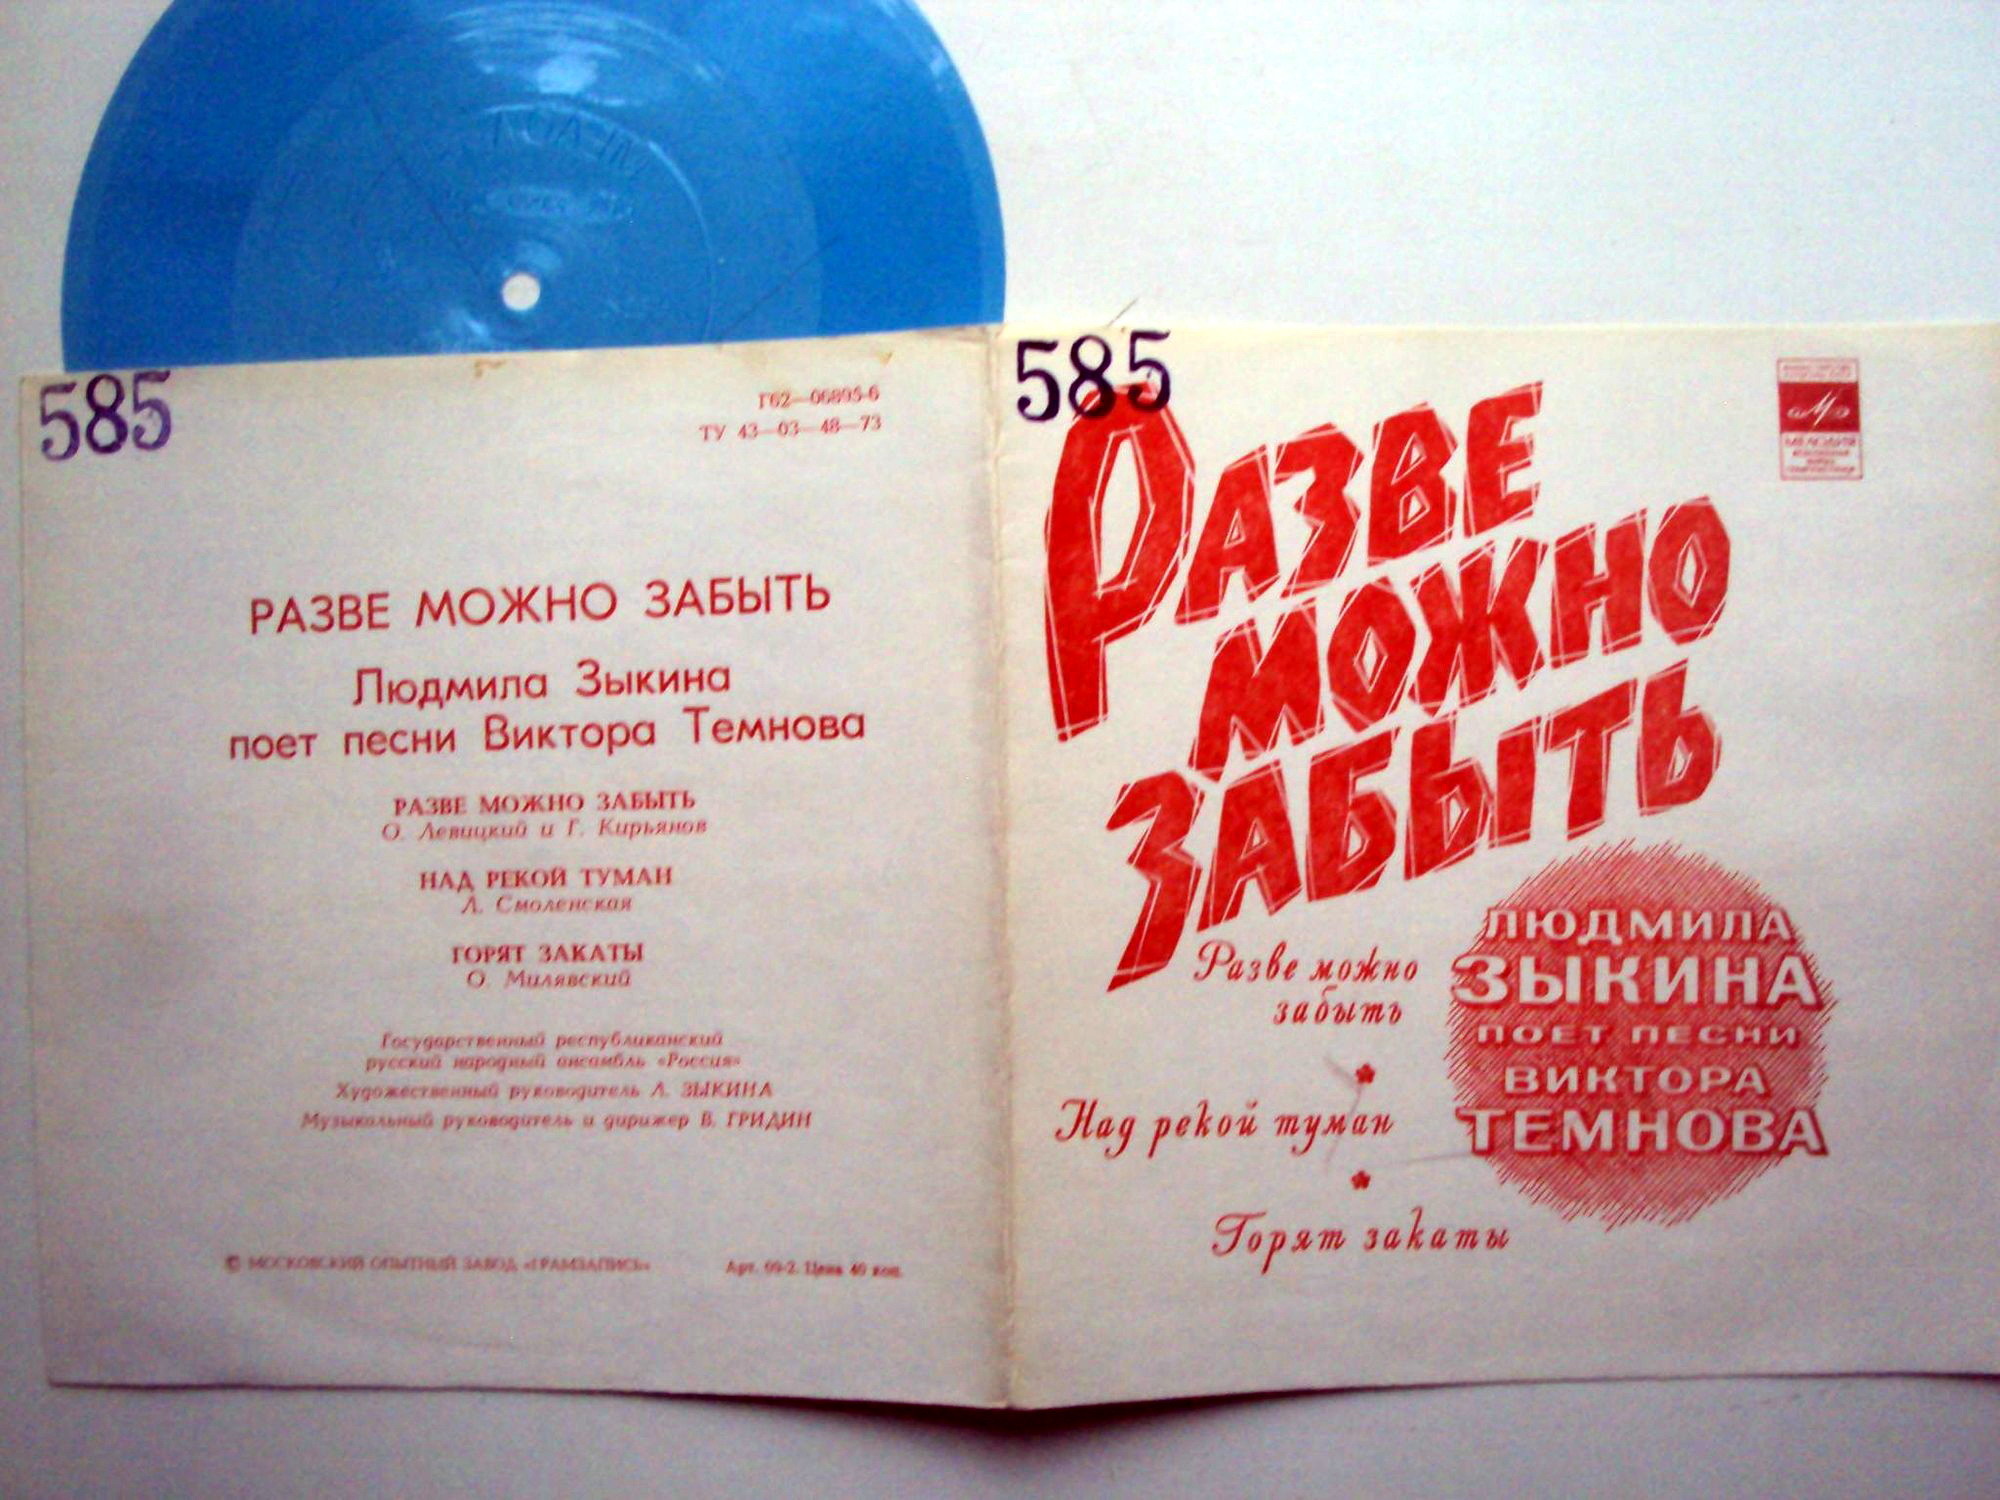 585
Г62—06895-6
ТУ 43—03—48—73
РАЗВЕ МОЖНО ЗАБЫТЬ
Людмила Зыкина
поет песни Виктора Темнова
РАЗВЕ МОЖНО ЗАБЫТЬ
О. Левицкий и Г. Кирьянов
НАД РЕКОЙ ТУМАН
Л. Смоленская
ГОРЯТ ЗАКАТЫ
О. Милявский
Государственный республиканский
русский народный ансамбль «Россия»
Художественный руководитель Л. ЗЫКИНА
Музыкальный руководитель и дирижер В. ГРИДИН
© МОСКОВСКИЙ ОПЫТНЫЙ ЗАВОД «ГРАМЗАПИСЬ»
Арт. 09-2. Цена 40 коп.
585
РАЗВЕ
МОЖНО
ЗАБЫТЬ
МЕЛОДИЯ
ЛЮДМИЛА
ЗЫКИНА
ПОЕТ ПЕСНИ
ВИКТОРА
ТЕМНОВА
Разве можно
забыть
Над рекой туман
Горят закаты